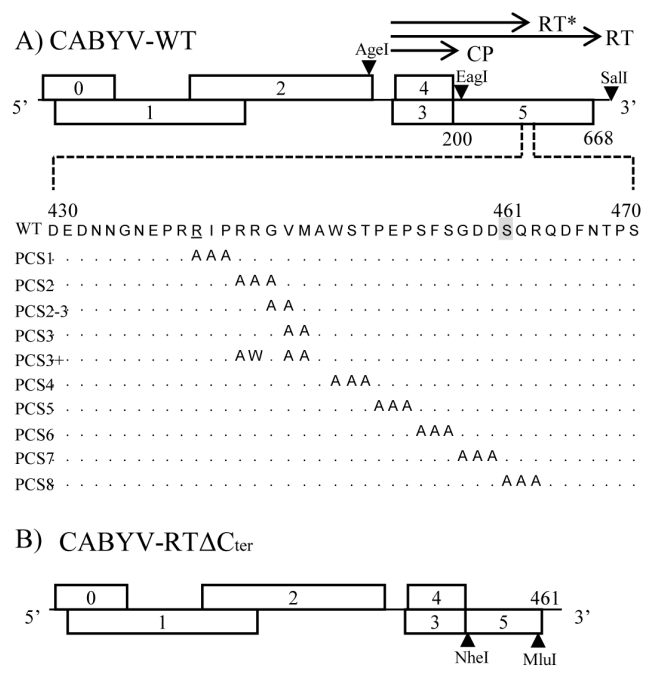 A) CABYV-WT
RT*
RT
AgeI
CP
EagI
SalI
0 2 4
5' 3'
1 3 5
200 668
430 461 470
WT D E D N N G N E P R R I P R R G V M A W S T P E P S F S G D D S Q R Q D F N T P S
PCS1 . . . . . . . . . . A A A . . . . . . . . . . . . . . . . . . . . . . . . . . . .
PCS2 . . . . . . . . . . . . . A A A . . . . . . . . . . . . . . . . . . . . . . . . .
PCS2-3 . . . . . . . . . . . . . . . A A . . . . . . . . . . . . . . . . . . . . . . . .
PCS3 . . . . . . . . . . . . . . . . A A . . . . . . . . . . . . . . . . . . . . . . .
PCS3+ . . . . . . . . . . . . . A W . A A . . . . . . . . . . . . . . . . . . . . . . .
PCS4 . . . . . . . . . . . . . . . . . . . A A A . . . . . . . . . . . . . . . . . . .
PCS5 . . . . . . . . . . . . . . . . . . . . . . A A A . . . . . . . . . . . . . . . .
PCS6 . . . . . . . . . . . . . . . . . . . . . . . . . A A A . . . . . . . . . . . . .
PCS7 . . . . . . . . . . . . . . . . . . . . . . . . . . . . A A A . . . . . . . . . .
PCS8 . . . . . . . . . . . . . . . . . . . . . . . . . . . . . . . A A A . . . . . . .
B) CABYV-RTΔCter
0 2 4 461
5' 3'
1 3 5
NheI MluI